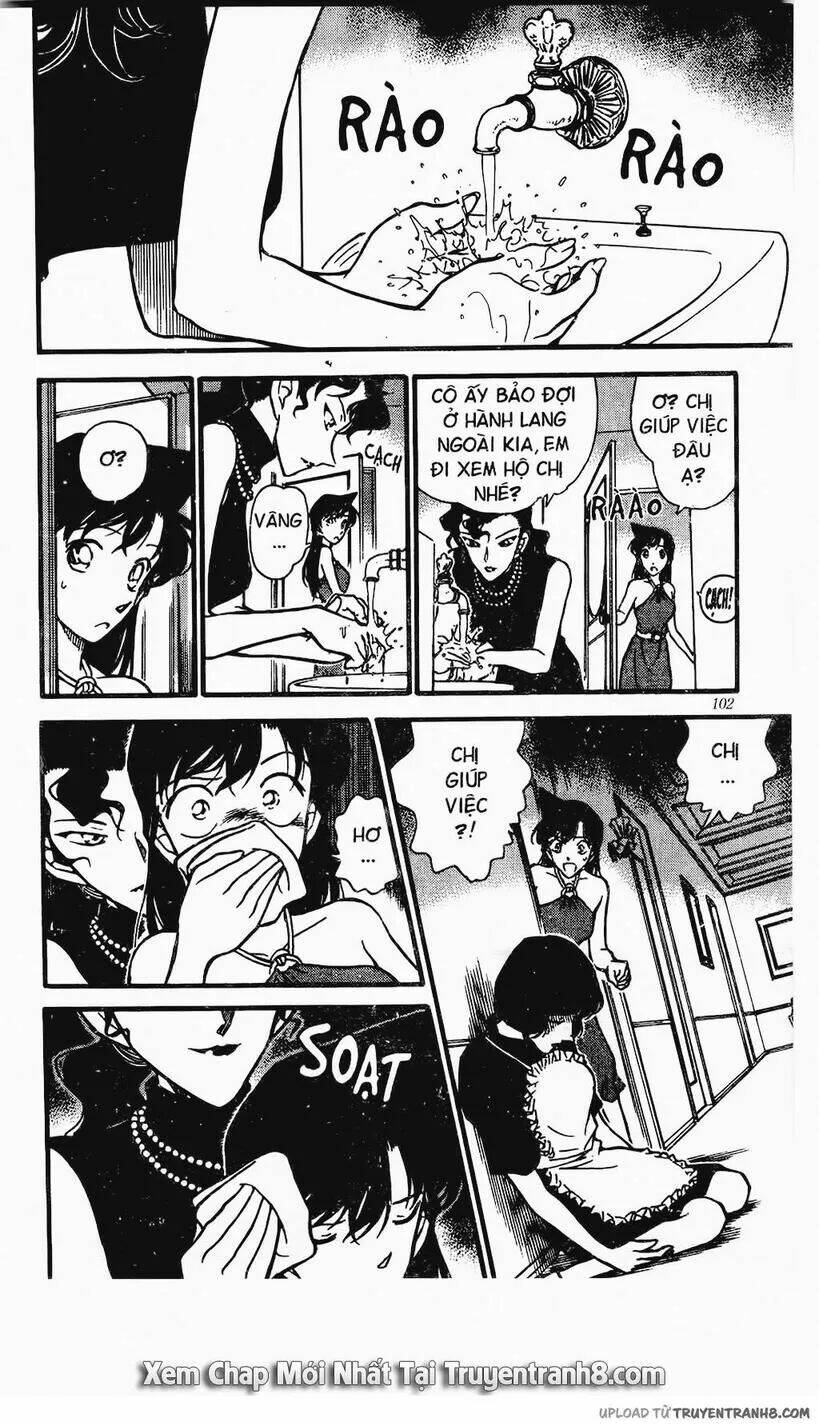 RÀO
RÀO
Ơ? CHỊ
GIÚP VIỆC
ĐÂU
Ạ?
RÀÀÀO
CẠCH!
CÔ ẤY BẢO ĐỢI
Ở HÀNH LANG
NGOÀI KIA, EM
ĐI XEM HỘ CHỊ
NHÉ?
CẠCH
VÂNG
...
Ơ?
102
CHỊ
...
CHỊ
GIÚP
VIỆC
?!
HƠ
...
SOẠT
Xem Chap Mới Nhất Tại Truyentranh8.com
UPLOAD TỪ TRUYENTRANH8.COM